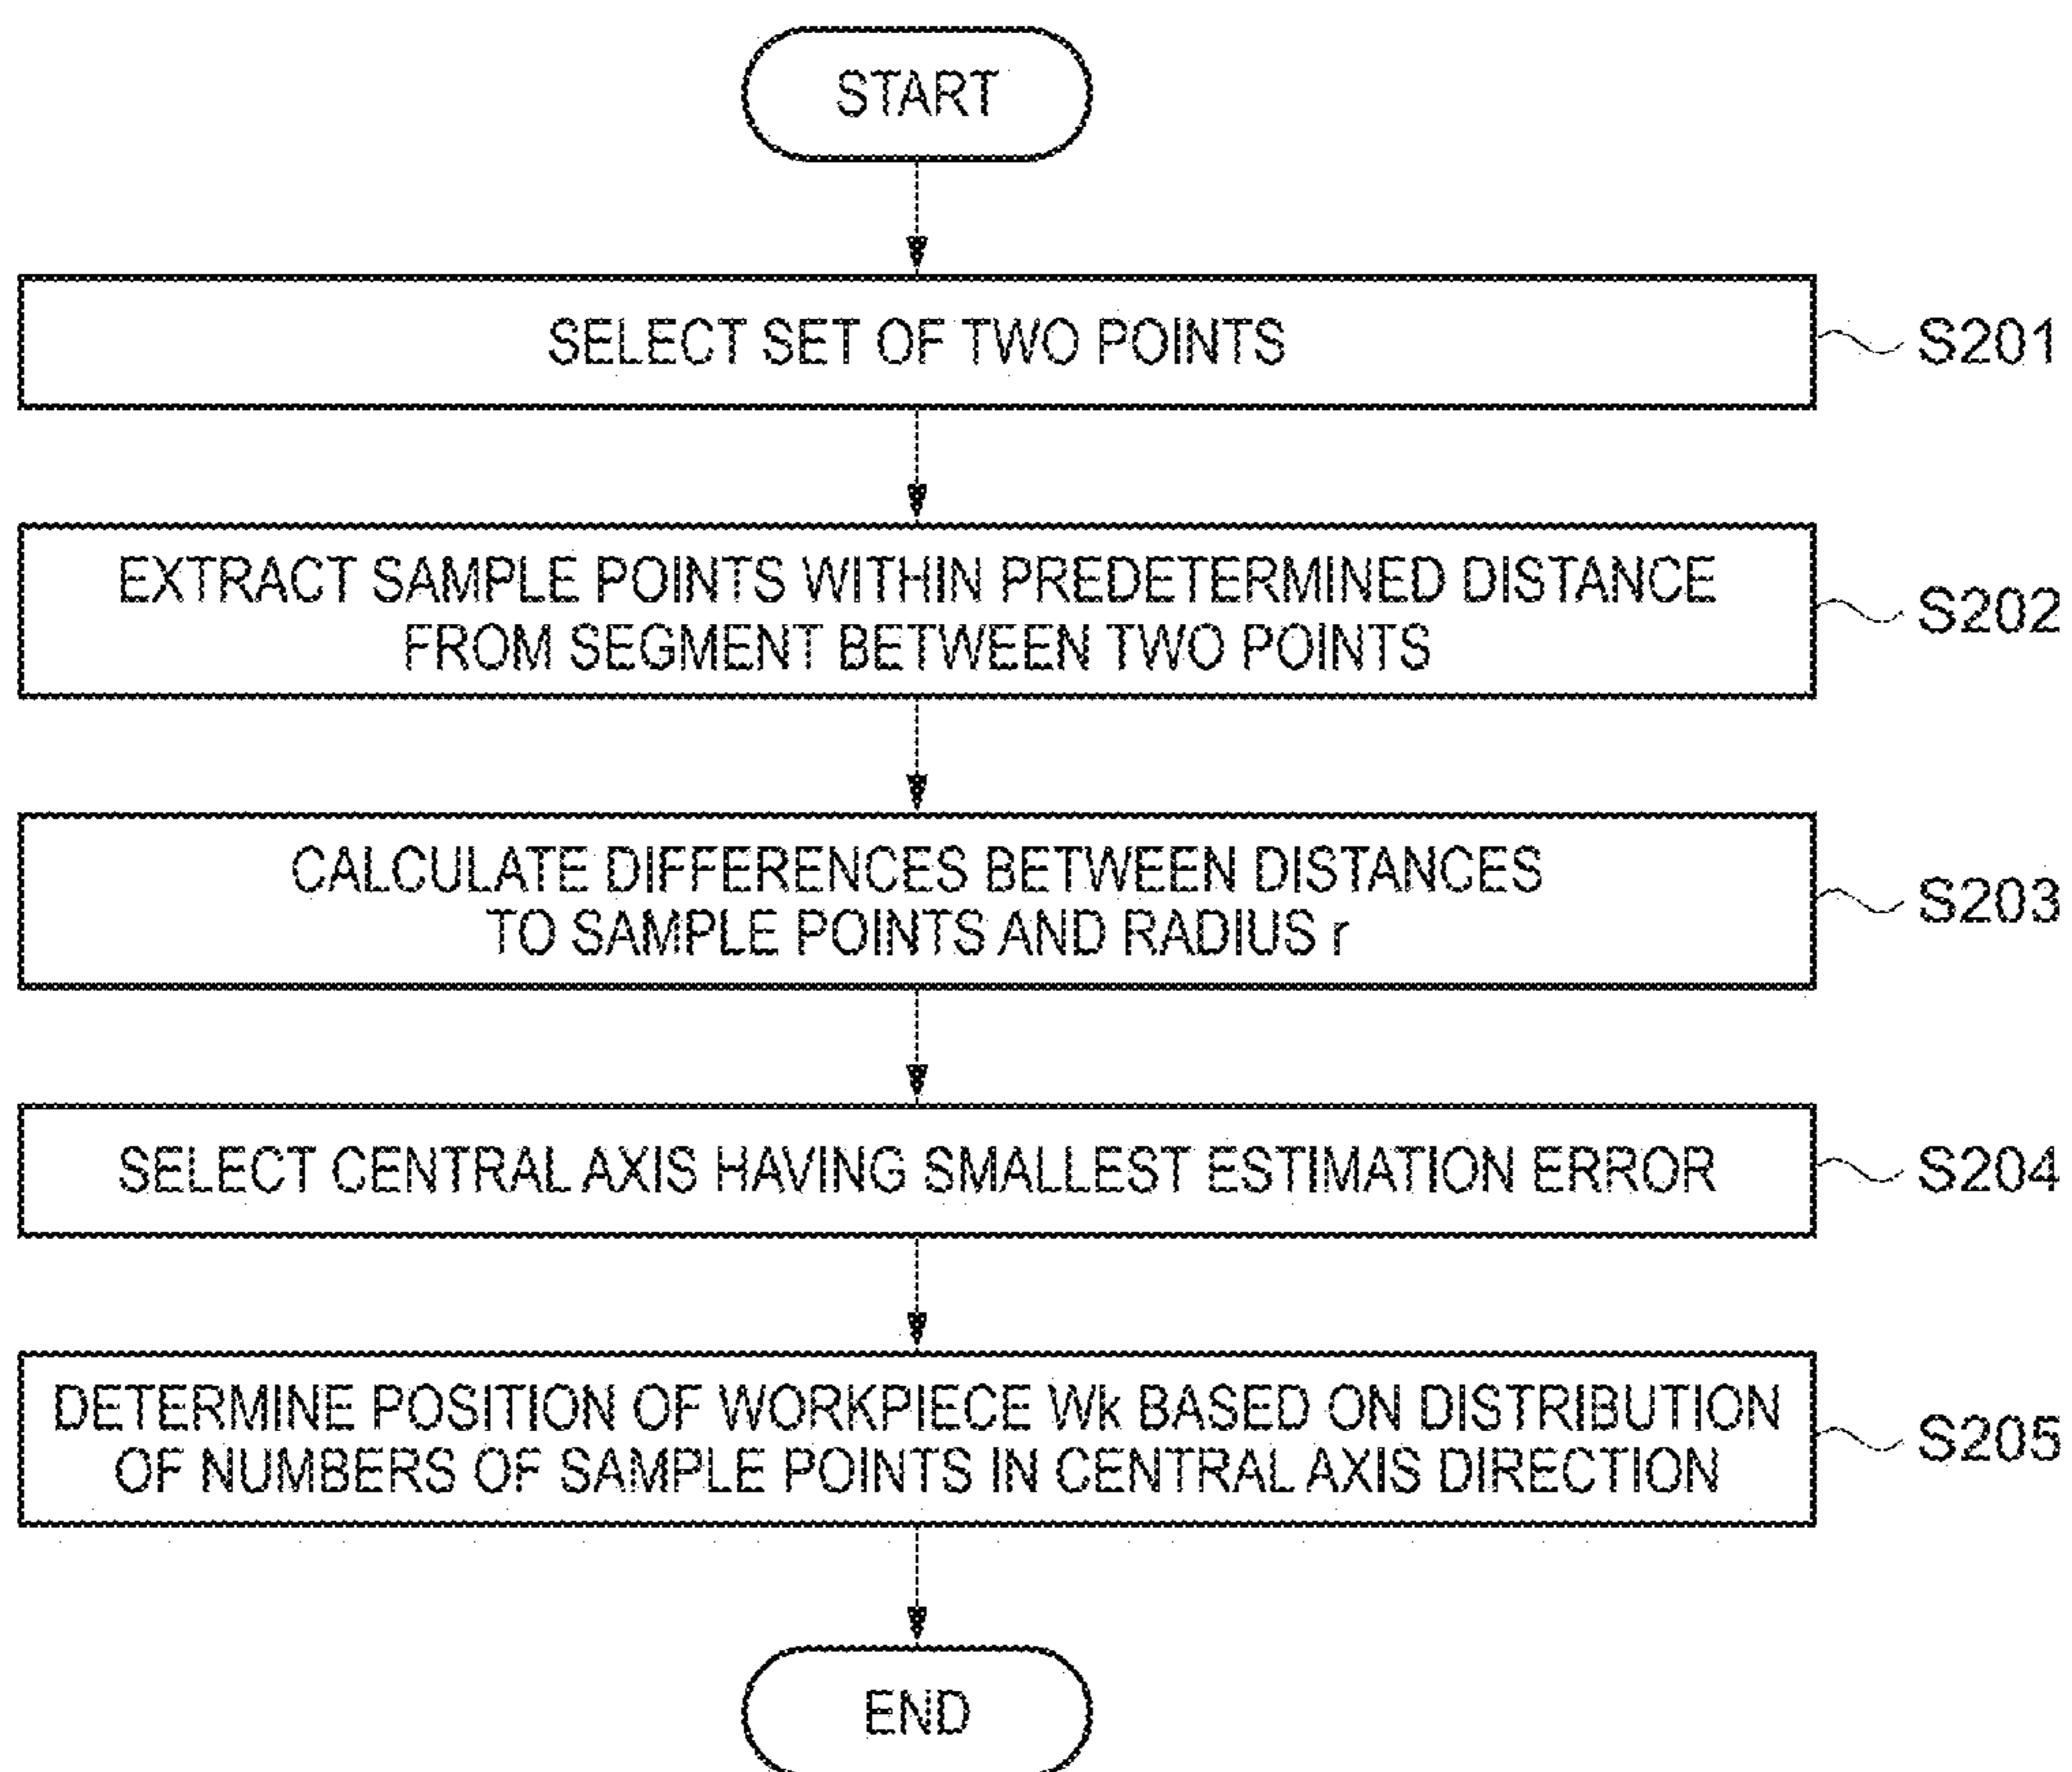 START
SELECT SET OF TWO POINTS
S201
EXTRACT SAMPLE POINTS WITHIN PREDETERMINED DISTANCE
FROM SEGMENT BETWEEN TWO POINTS
S202
CALCULATE DIFFERENCES BETWEEN DISTANCES
TO SAMPLE POINTS AND RADIUS r
S203
SELECT CENTRAL AXIS HAVING SMALLEST ESTIMATION ERROR
S204
DETERMINE POSITION OF WORKPIECE Wk BASED ON DISTRIBUTION
OF NUMBERS OF SAMPLE POINTS IN CENTRAL AXIS DIRECTION
S205
END